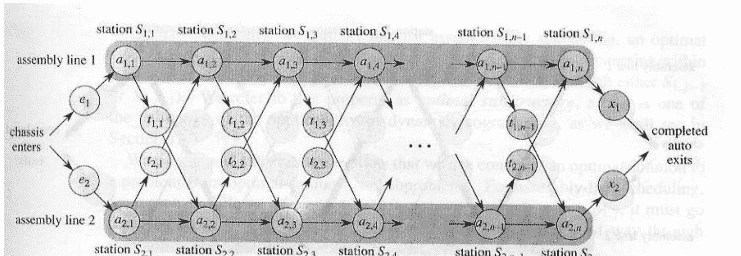 station S1,1 station S1,2 station S1,3 station S1,4 station S1,n−1 station S1,n
assembly line 1 a1,1 a1,2 a1,3 a1,4 a1,n−1 a1,n
e1 x1
t1,1 t1,2 t1,3 t1,n−1
chassis enters
completed auto exits
t2,1 t2,2 t2,3 ... t2,n−1
e2 x2
assembly line 2 a2,1 a2,2 a2,3 a2,4 a2,n−1 a2,n
station S2,1 station S2,2 station S2,3 station S2,4 station S2,n−1 station